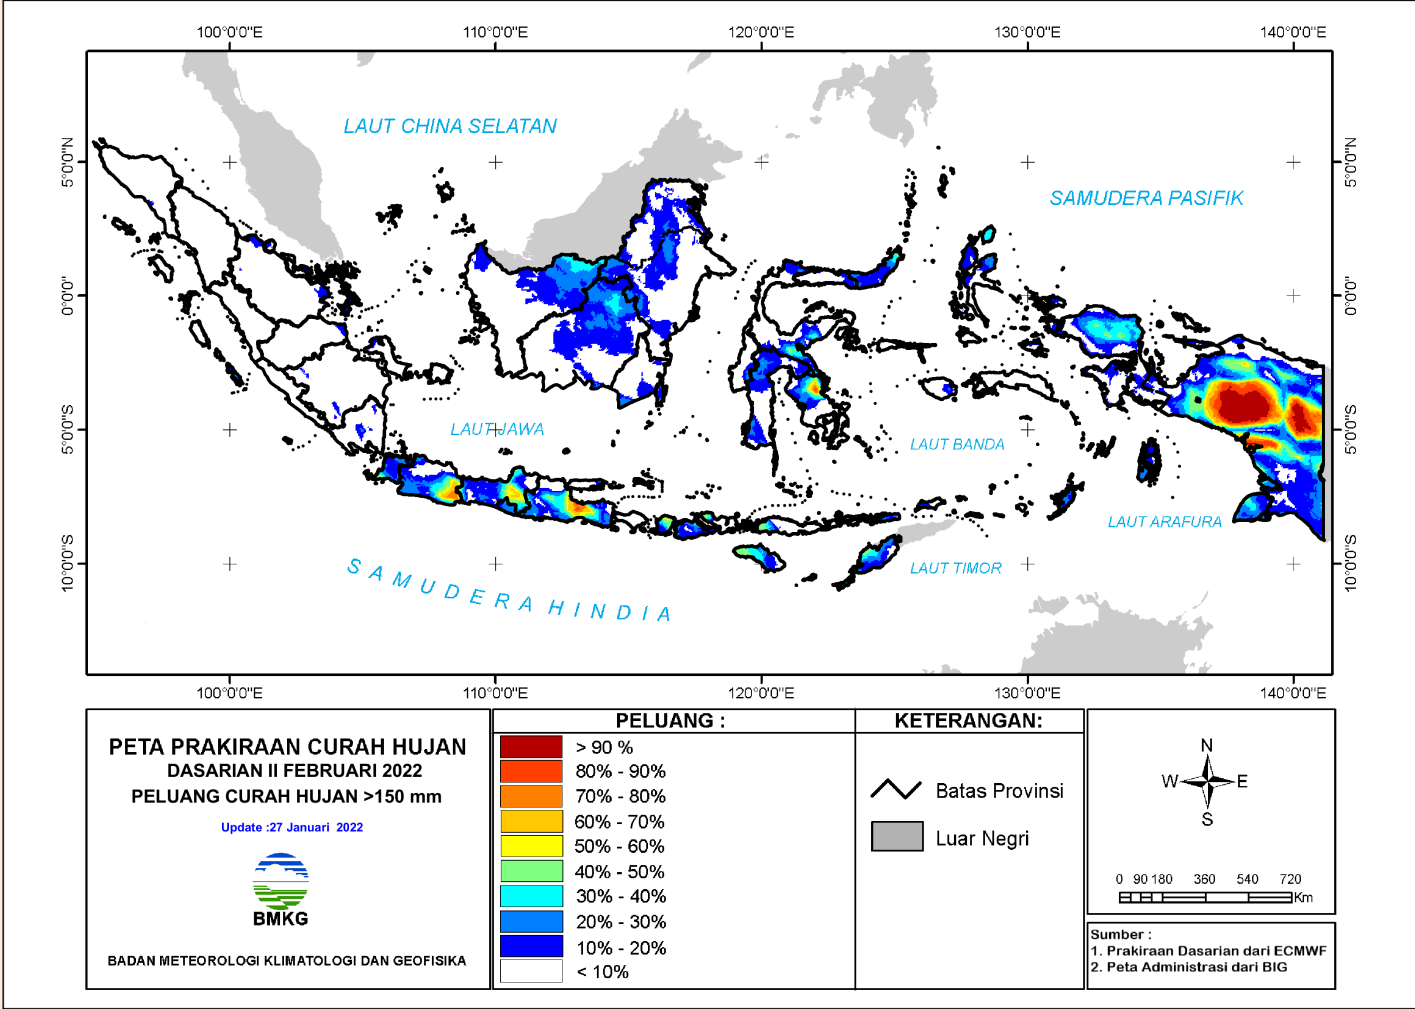 100°0'0"E 110°0'0"E 120°0'0"E 130°0'0"E 140°0'0"E
5°0'0"N 5°0'0"N
0°0'0" 0°0'0"
5°0'0"S 5°0'0"S
10°0'0"S 10°0'0"S
LAUT CHINA SELATAN
SAMUDERA PASIFIK
LAUT JAWA
LAUT BANDA
LAUT ARAFURA
LAUT TIMOR
SAMUDERA HINDIA
100°0'0"E 110°0'0"E 120°0'0"E 130°0'0"E 140°0'0"E
PETA PRAKIRAAN CURAH HUJAN
DASARIAN II FEBRUARI 2022
PELUANG CURAH HUJAN >150 mm
Update :27 Januari 2022
BMKG
BADAN METEOROLOGI KLIMATOLOGI DAN GEOFISIKA
PELUANG :
> 90 %
80% - 90%
70% - 80%
60% - 70%
50% - 60%
40% - 50%
30% - 40%
20% - 30%
10% - 20%
< 10%
KETERANGAN:
Batas Provinsi
Luar Negri
N
W E
S
0 90 180 360 540 720
Km
Sumber :
1. Prakiraan Dasarian dari ECMWF
2. Peta Administrasi dari BIG